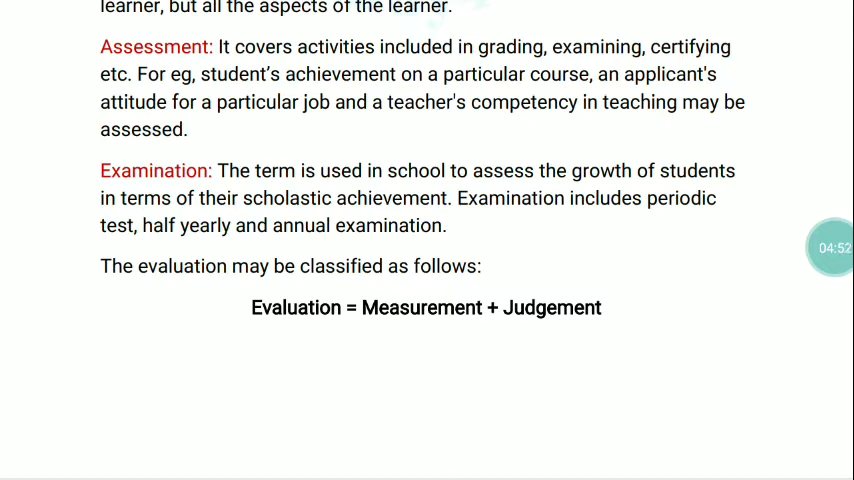 learner, but all the aspects of the learner.
Assessment: It covers activities included in grading, examining, certifying
etc. For eg, student's achievement on a particular course, an applicant's
attitude for a particular job and a teacher's competency in teaching may be
assessed.
Examination: The term is used in school to assess the growth of students
in terms of their scholastic achievement. Examination includes periodic
test, half yearly and annual examination.
The evaluation may be classified as follows:
Evaluation = Measurement + Judgement
04:52